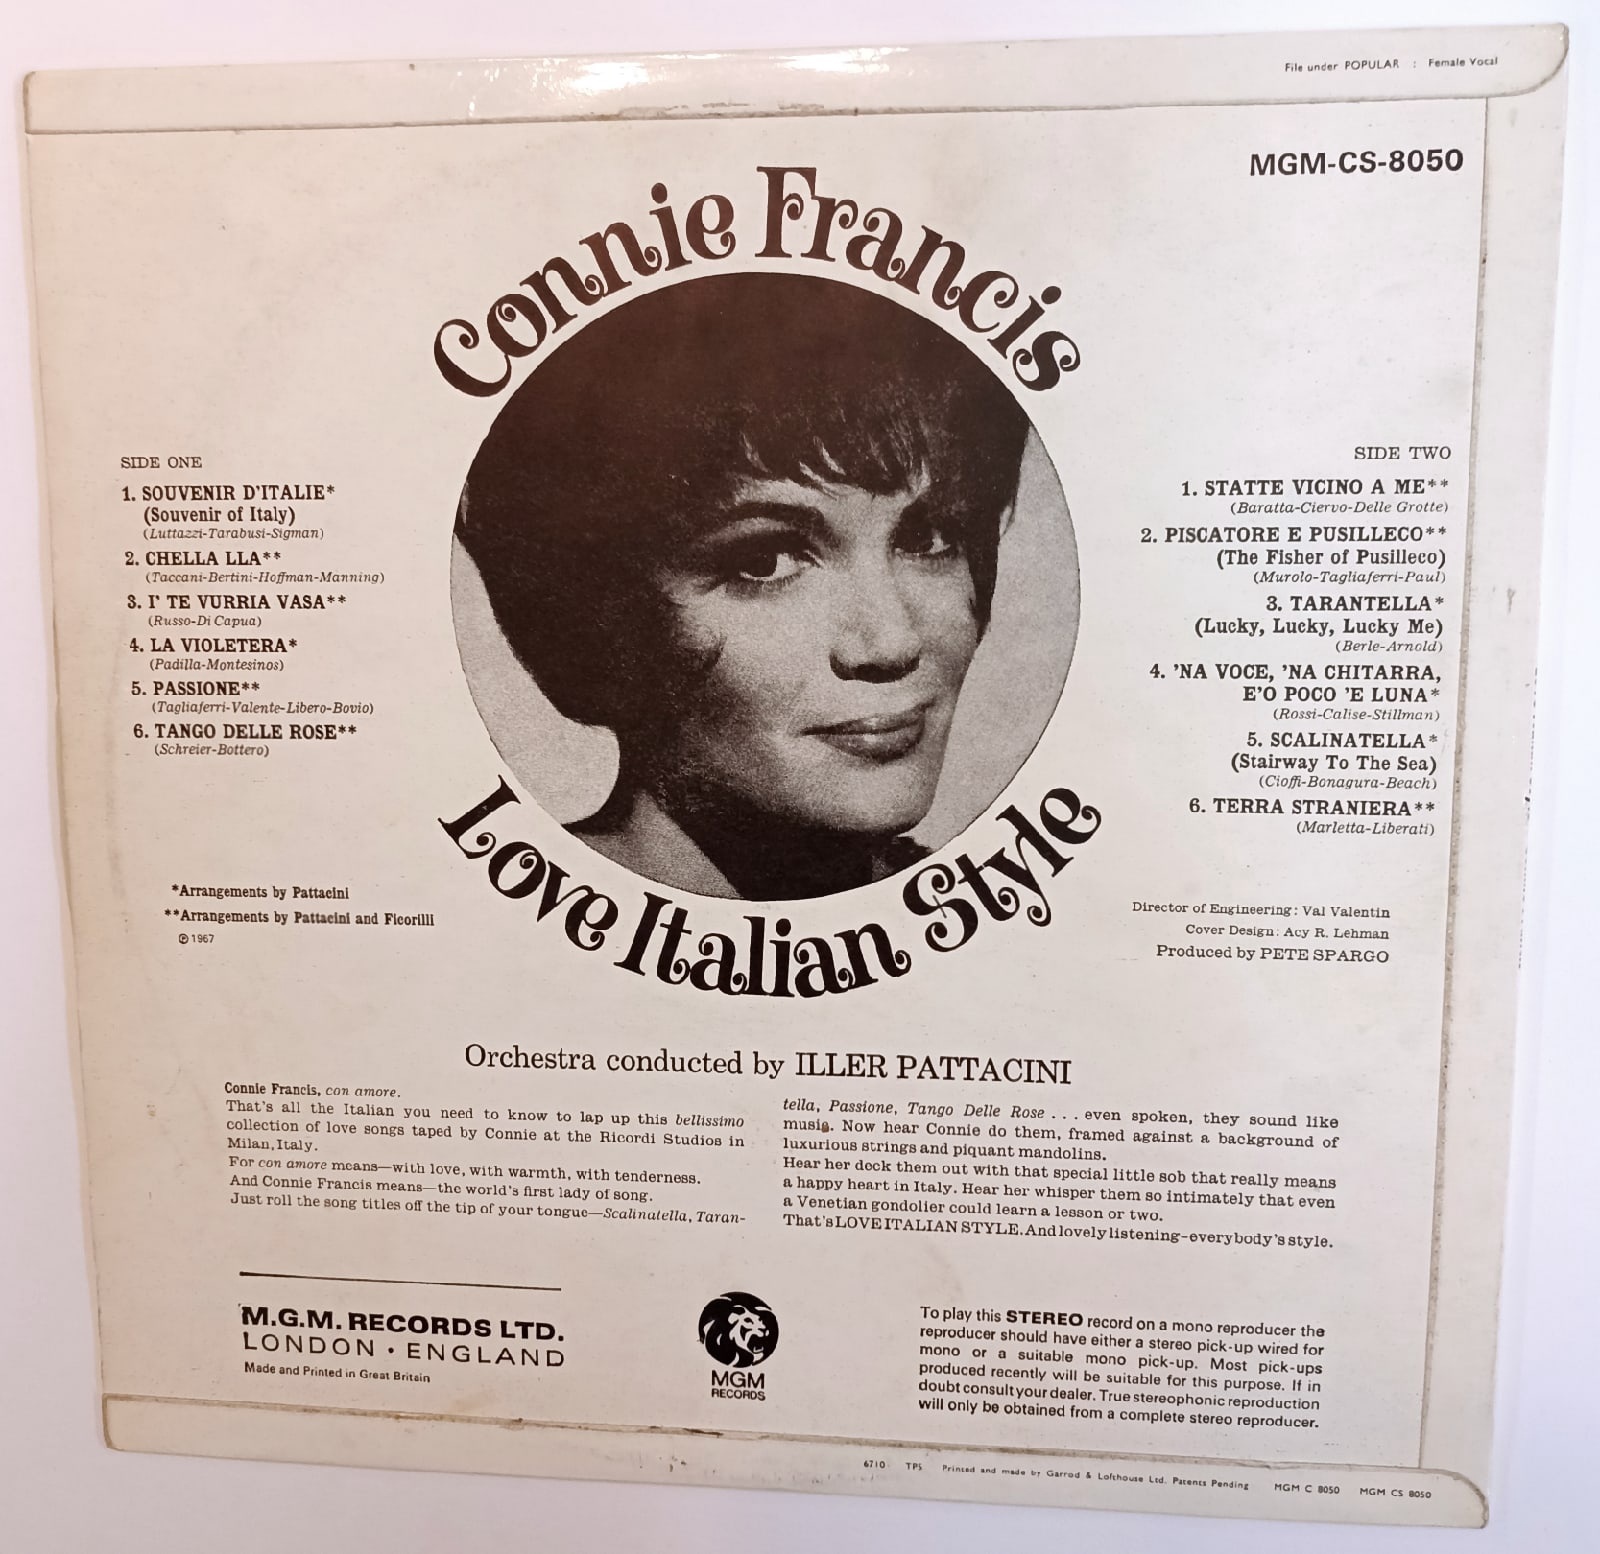 File under POPULAR : Female Vocal
MGM-CS-8050
Connie Francis
Love Italian Style
SIDE ONE
1. SOUVENIR D'ITALIE*
(Souvenir of Italy)
(Luttazzi-Tarabusi-Sigman)
2. CHELLA LLA**
(Taccani-Bertini-Hoffman-Manning)
3. I' TE VURRIA VASA**
(Russo-Di Capua)
4. LA VIOLETERA*
(Padilla-Montesinos)
5. PASSIONE**
(Tagliaferri-Valente-Libero-Bovio)
6. TANGO DELLE ROSE**
(Schreier-Bottero)
SIDE TWO
1. STATTE VICINO A ME**
(Baratta-Ciervo-Delle Grotte)
2. PISCATORE E PUSILLECO**
(The Fisher of Pusilleco)
(Murolo-Tagliaferri-Paul)
3. TARANTELLA*
(Lucky, Lucky, Lucky Me)
(Berle-Arnold)
4. 'NA VOCE, 'NA CHITARRA,
E'O POCO 'E LUNA*
(Rossi-Calise-Stillman)
5. SCALINATELLA*
(Stairway To The Sea)
(Cioffi-Bonagura-Beach)
6. TERRA STRANIERA**
(Marletta-Liberati)
*Arrangements by Pattacini
**Arrangements by Pattacini and Ficorilli
℗ 1967
Director of Engineering: Val Valentin
Cover Design: Acy R. Lehman
Produced by PETE SPARGO
Orchestra conducted by ILLER PATTACINI
Connie Francis, con amore.
That's all the Italian you need to know to lap up this bellissimo
collection of love songs taped by Connie at the Ricordi Studios in
Milan, Italy.
For con amore means—with love, with warmth, with tenderness.
And Connie Francis means—the world's first lady of song.
Just roll the song titles off the tip of your tongue—Scalinatella, Taran-
tella, Passione, Tango Delle Rose . . . even spoken, they sound like
music. Now hear Connie do them, framed against a background of
luxurious strings and piquant mandolins.
Hear her deck them out with that special little sob that really means
a happy heart in Italy. Hear her whisper them so intimately that even
a Venetian gondolier could learn a lesson or two.
That's LOVE ITALIAN STYLE. And lovely listening-everybody's style.
M.G.M. RECORDS LTD.
LONDON • ENGLAND
Made and Printed in Great Britain
MGM
RECORDS
To play this STEREO record on a mono reproducer the
reproducer should have either a stereo pick-up wired for
mono or a suitable mono pick-up. Most pick-ups
produced recently will be suitable for this purpose. If in
doubt consult your dealer. True stereophonic reproduction
will only be obtained from a complete stereo reproducer.
6710 TPS Printed and made by Garrod & Lofthouse Ltd. Patents Pending MGM C 8050 MGM CS 8050